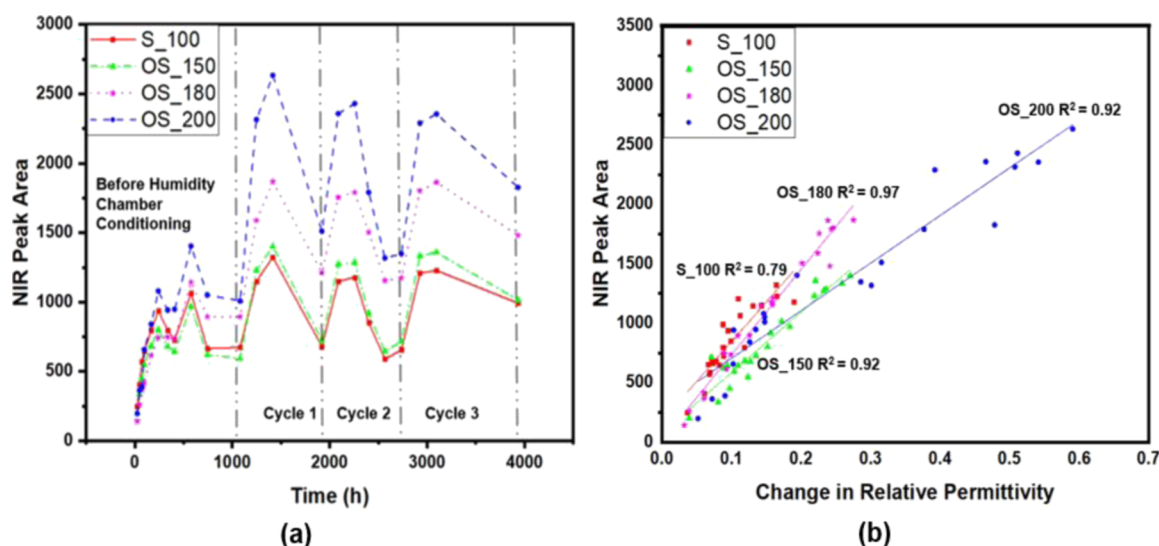 3000
2500
2000
1500
1000
500
0
NIR Peak Area
S_100
OS_150
OS_180
OS_200
Before Humidity
Chamber
Conditioning
Cycle 1
Cycle 2
Cycle 3
0
1000
2000
3000
4000
Time (h)
(a)
3500
3000
2500
2000
1500
1000
500
0
NIR Peak Area
S_100
OS_150
OS_180
OS_200
OS_200 R² = 0.92
OS_180 R² = 0.97
S_100 R² = 0.79
OS_150 R² = 0.92
0.0
0.1
0.2
0.3
0.4
0.5
0.6
0.7
Change in Relative Permittivity
(b)